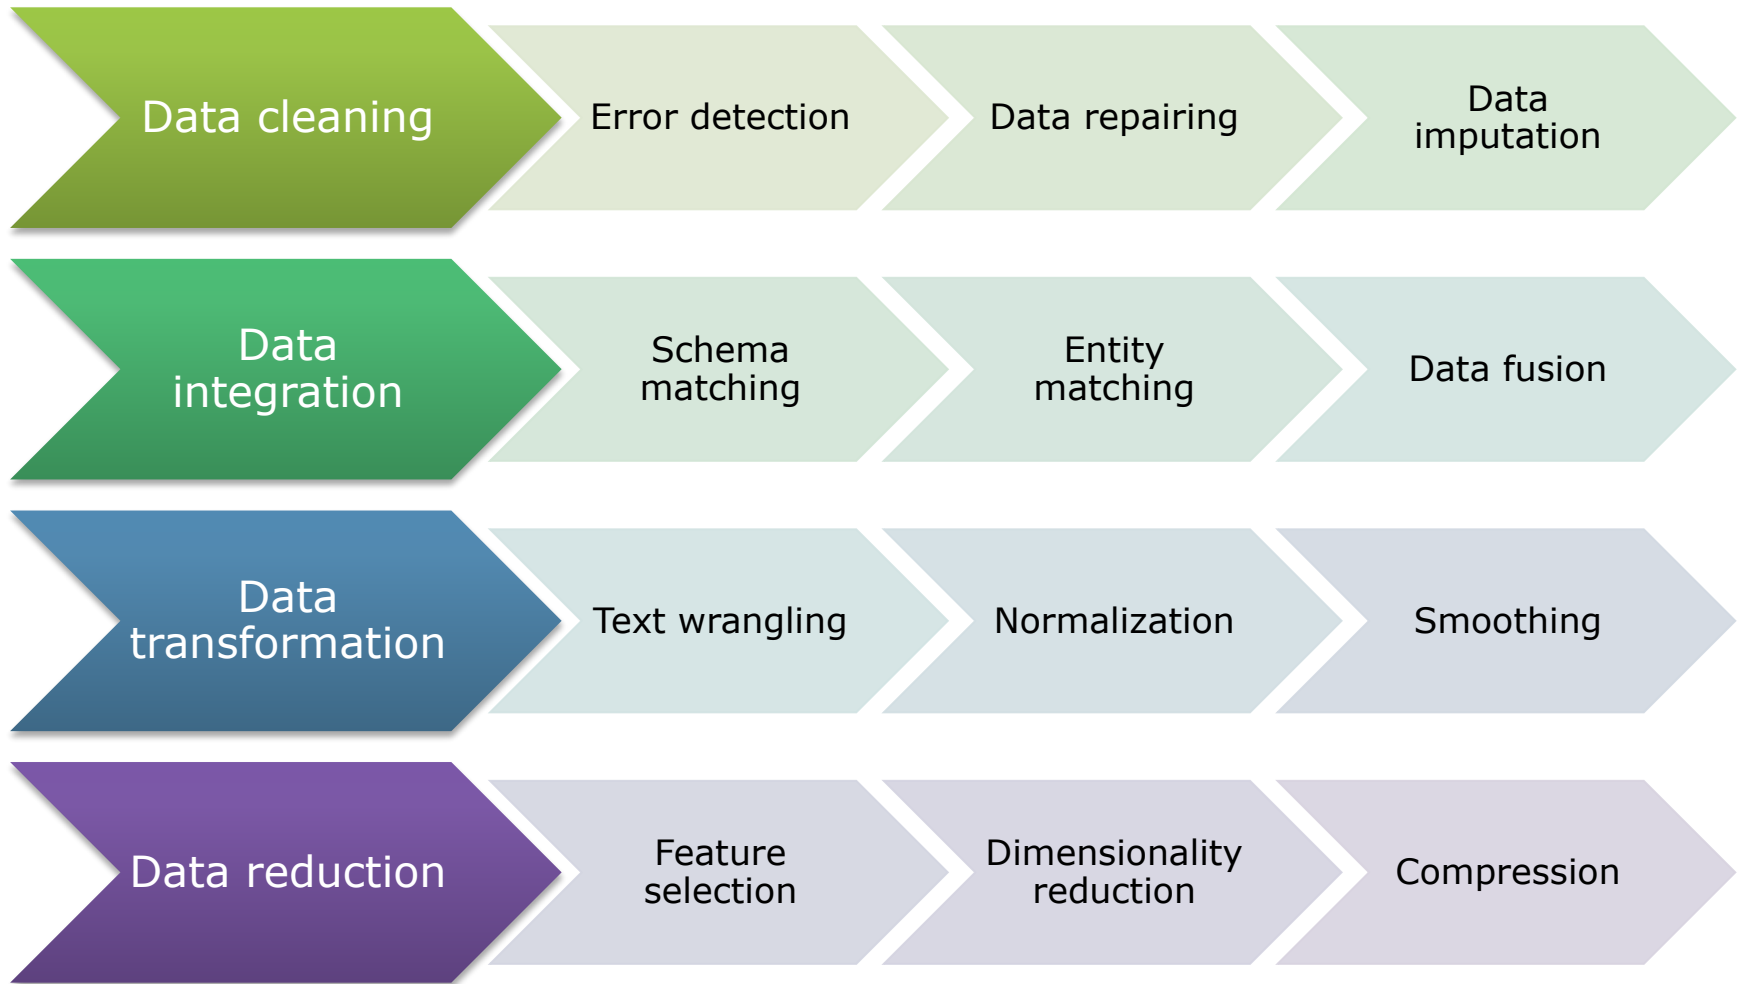 Data cleaning
Error detection
Data repairing
Data
imputation
Data
integration
Schema
matching
Entity
matching
Data fusion
Data
transformation
Text wrangling
Normalization
Smoothing
Data reduction
Feature
selection
Dimensionality
reduction
Compression